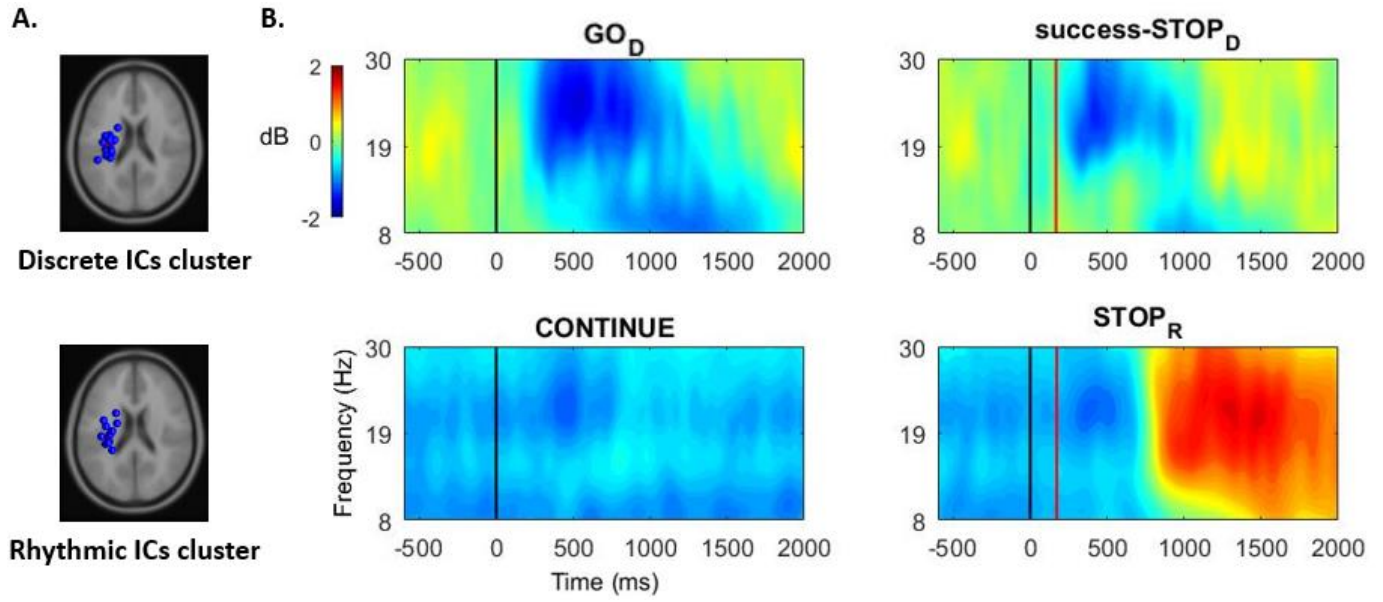 A.
B.
GO_D
success-STOP_D
2
dB
0
-2
30
19
8
-500 0 500 1000 1500 2000
30
19
8
-500 0 500 1000 1500 2000
Discrete ICs cluster
CONTINUE
STOP_R
Frequency (Hz)
30
19
8
-500 0 500 1000 1500 2000
30
19
8
-500 0 500 1000 1500 2000
Time (ms)
Rhythmic ICs cluster